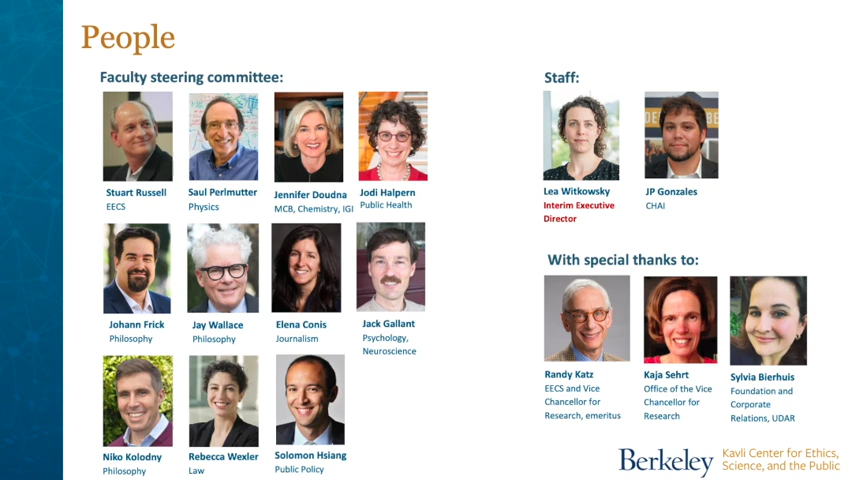 People
Faculty steering committee:
Stuart Russell
EECS
Saul Perlmutter
Physics
Jennifer Doudna
MCB, Chemistry, IGI
Jodi Halpern
Public Health
Johann Frick
Philosophy
Jay Wallace
Philosophy
Elena Conis
Journalism
Jack Gallant
Psychology,
Neuroscience
Niko Kolodny
Philosophy
Rebecca Wexler
Law
Solomon Hsiang
Public Policy
Staff:
Lea Witkowsky
Interim Executive
Director
JP Gonzales
CHAI
With special thanks to:
Randy Katz
EECS and Vice
Chancellor for
Research, emeritus
Kaja Sehrt
Office of the Vice
Chancellor for
Research
Sylvia Bierhuis
Foundation and
Corporate
Relations, UDAR
Berkeley
Kavli Center for Ethics,
Science, and the Public